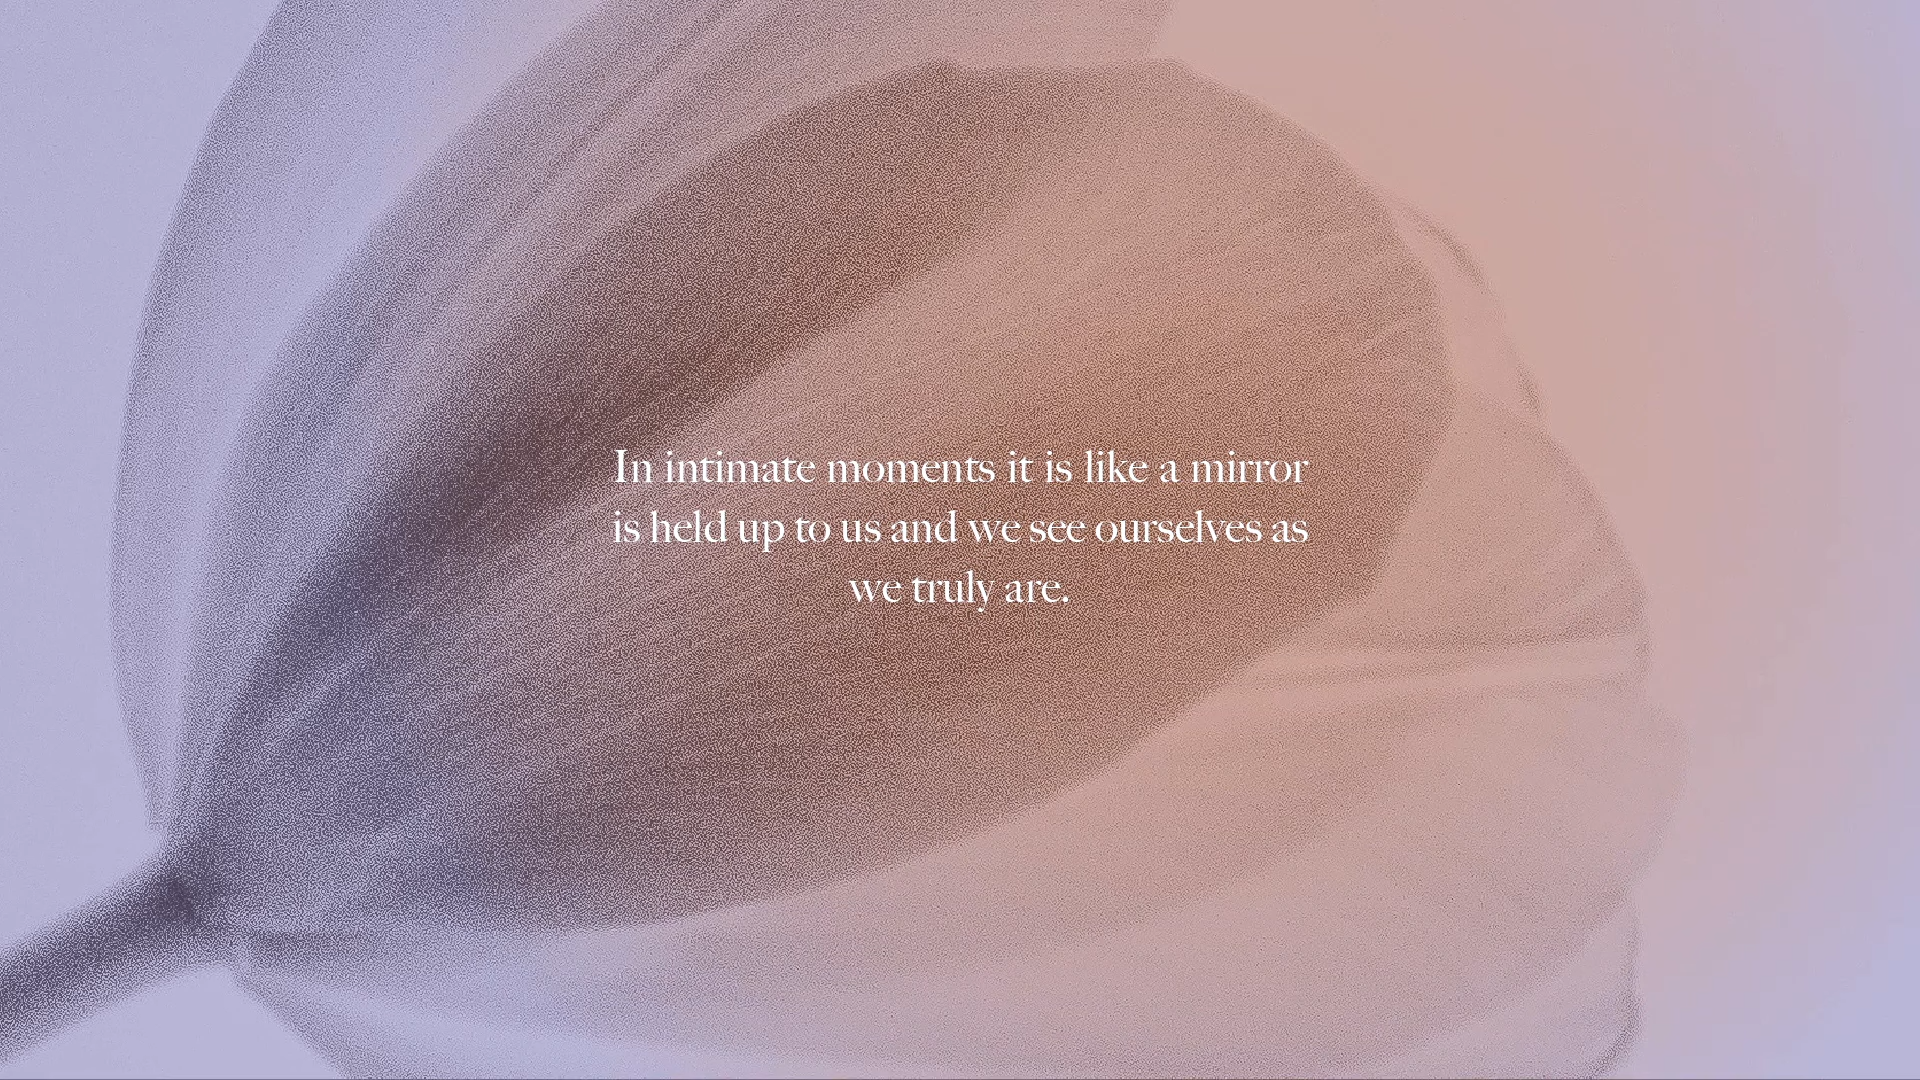 In intimate moments it is like a mirror
is held up to us and we see ourselves as
we truly are.